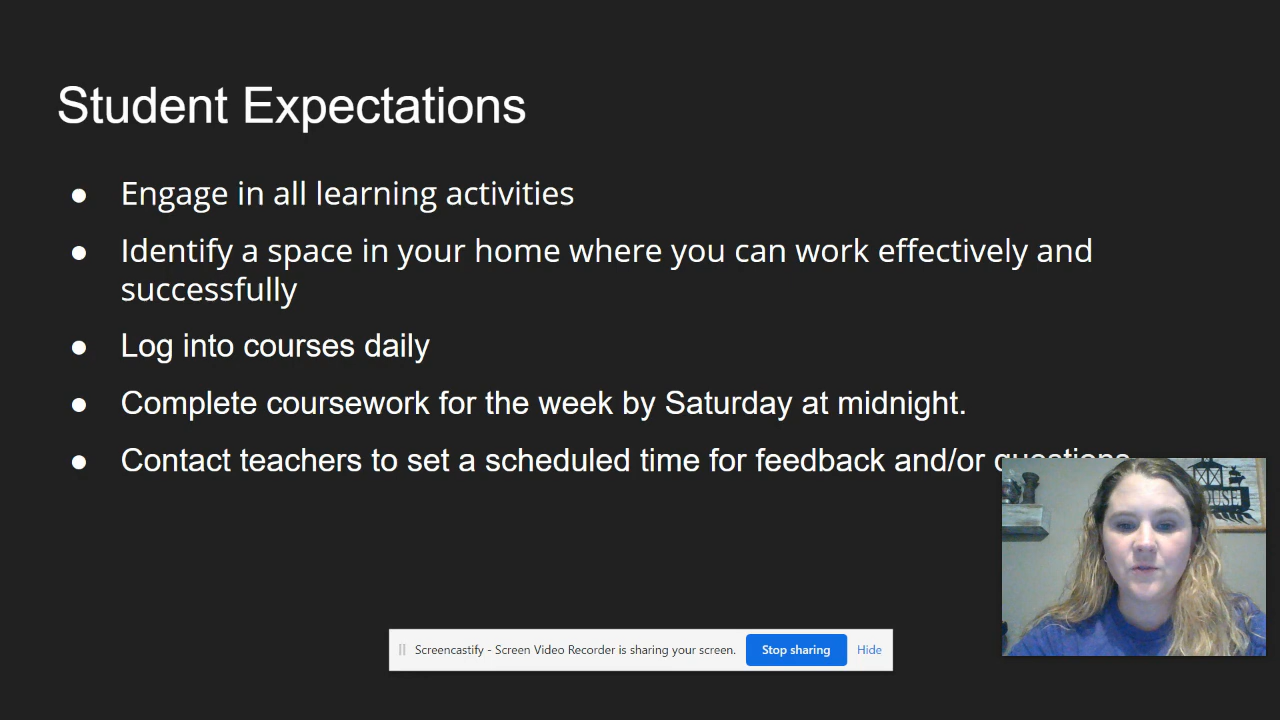 Student Expectations
● Engage in all learning activities
● Identify a space in your home where you can work effectively and
successfully
● Log into courses daily
● Complete coursework for the week by Saturday at midnight.
● Contact teachers to set a scheduled time for feedback and/or questions.
Screencastify - Screen Video Recorder is sharing your screen. Stop sharing Hide